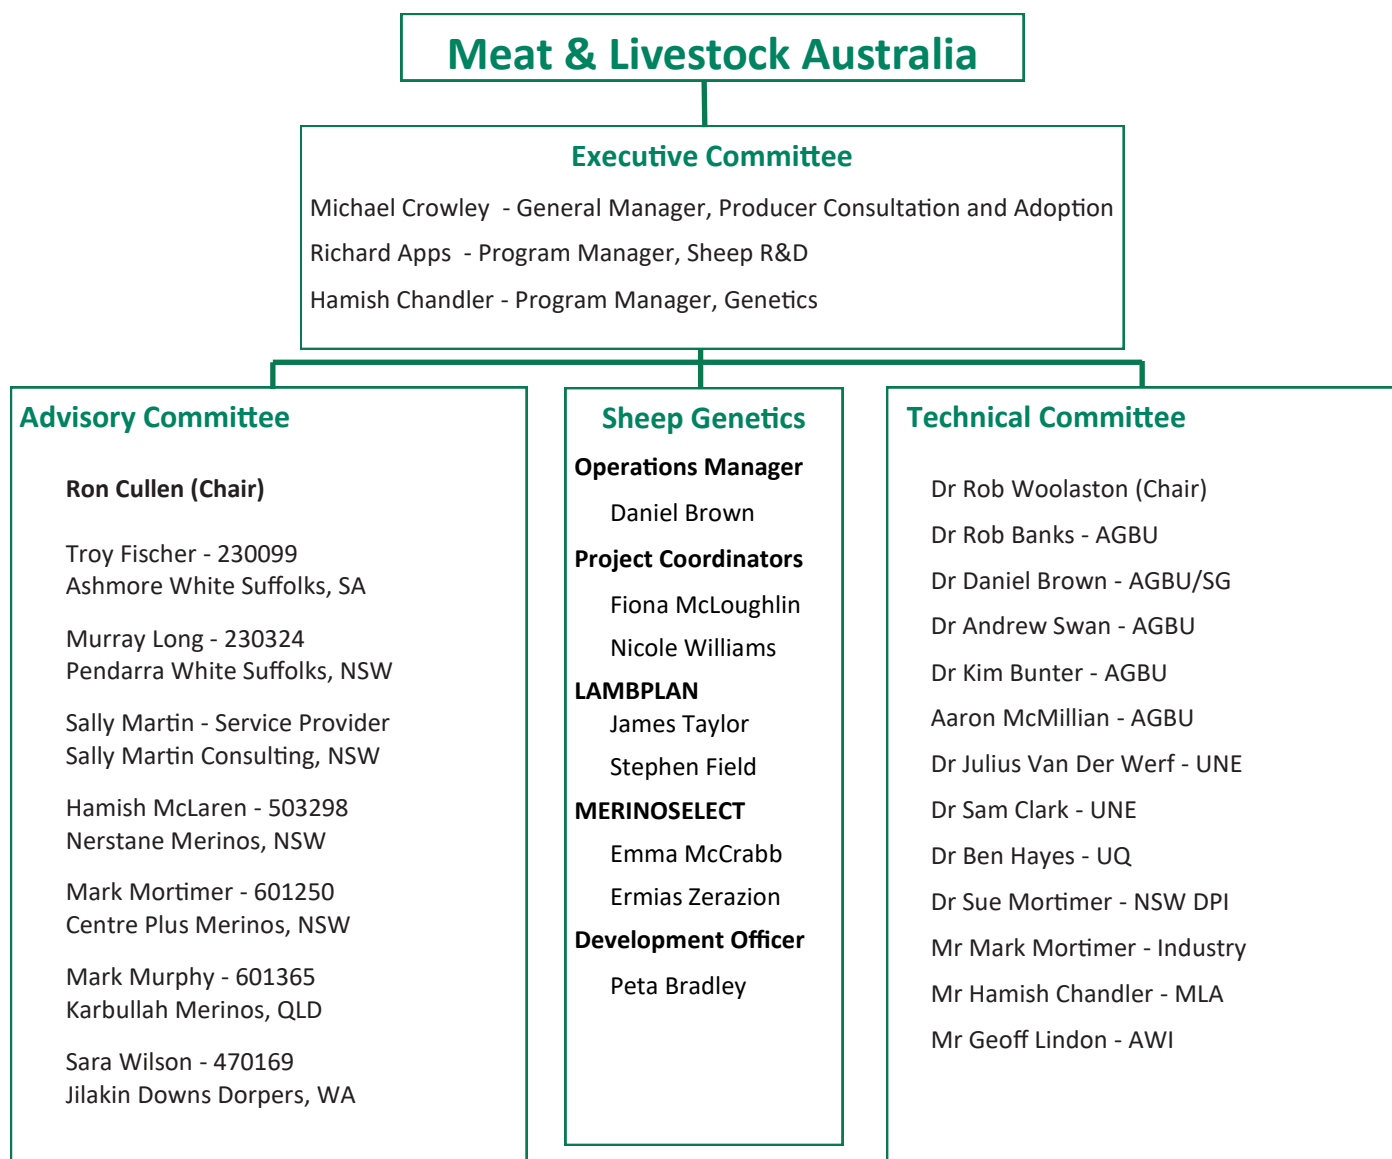 Meat & Livestock Australia
Executive Committee
Michael Crowley - General Manager, Producer Consultation and Adoption
Richard Apps - Program Manager, Sheep R&D
Hamish Chandler - Program Manager, Genetics
Advisory Committee
Ron Cullen (Chair)
Troy Fischer - 230099
Ashmore White Suffolks, SA
Murray Long - 230324
Pendarra White Suffolks, NSW
Sally Martin - Service Provider
Sally Martin Consulting, NSW
Hamish McLaren - 503298
Nerstane Merinos, NSW
Mark Mortimer - 601250
Centre Plus Merinos, NSW
Mark Murphy - 601365
Karbullah Merinos, QLD
Sara Wilson - 470169
Jilakin Downs Dorpers, WA
Sheep Genetics
Operations Manager
Daniel Brown
Project Coordinators
Fiona McLoughlin
Nicole Williams
LAMBPLAN
James Taylor
Stephen Field
MERINOSELECT
Emma McCrabb
Ermias Zerazion
Development Officer
Peta Bradley
Technical Committee
Dr Rob Woolaston (Chair)
Dr Rob Banks - AGBU
Dr Daniel Brown - AGBU/SG
Dr Andrew Swan - AGBU
Dr Kim Bunter - AGBU
Aaron McMillian - AGBU
Dr Julius Van Der Werf - UNE
Dr Sam Clark - UNE
Dr Ben Hayes - UQ
Dr Sue Mortimer - NSW DPI
Mr Mark Mortimer - Industry
Mr Hamish Chandler - MLA
Mr Geoff Lindon - AWI